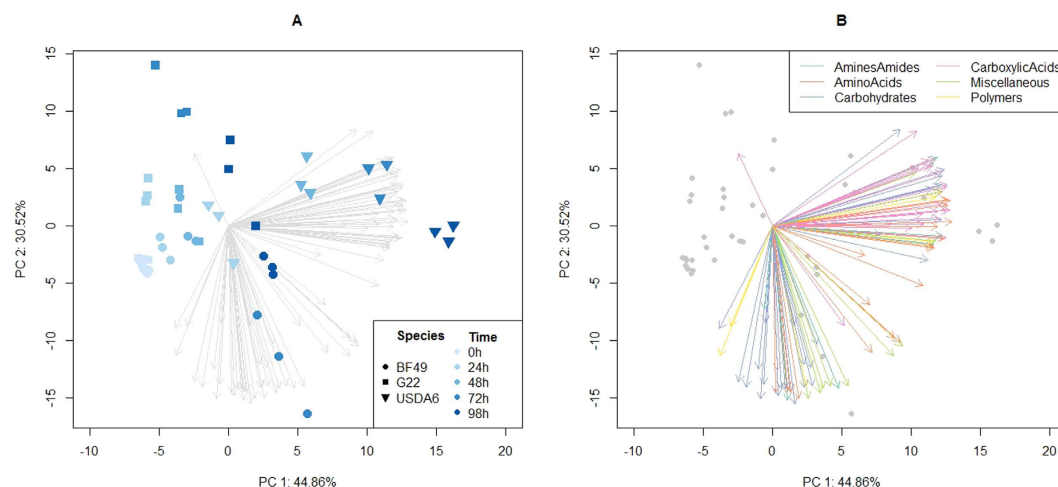 A
B
15
10
5
0
-5
-10
-15
PC 2: 30.52%
-10
-5
0
5
10
15
20
PC 1: 44.86%
Species
BF49
G22
USDA6
Time
0h
24h
48h
72h
98h
15
10
5
0
-5
-10
-15
PC 2: 30.52%
-10
-5
0
5
10
15
20
PC 1: 44.86%
AminesAmides
AminoAcids
Carbohydrates
CarboxylicAcids
Miscellaneous
Polymers